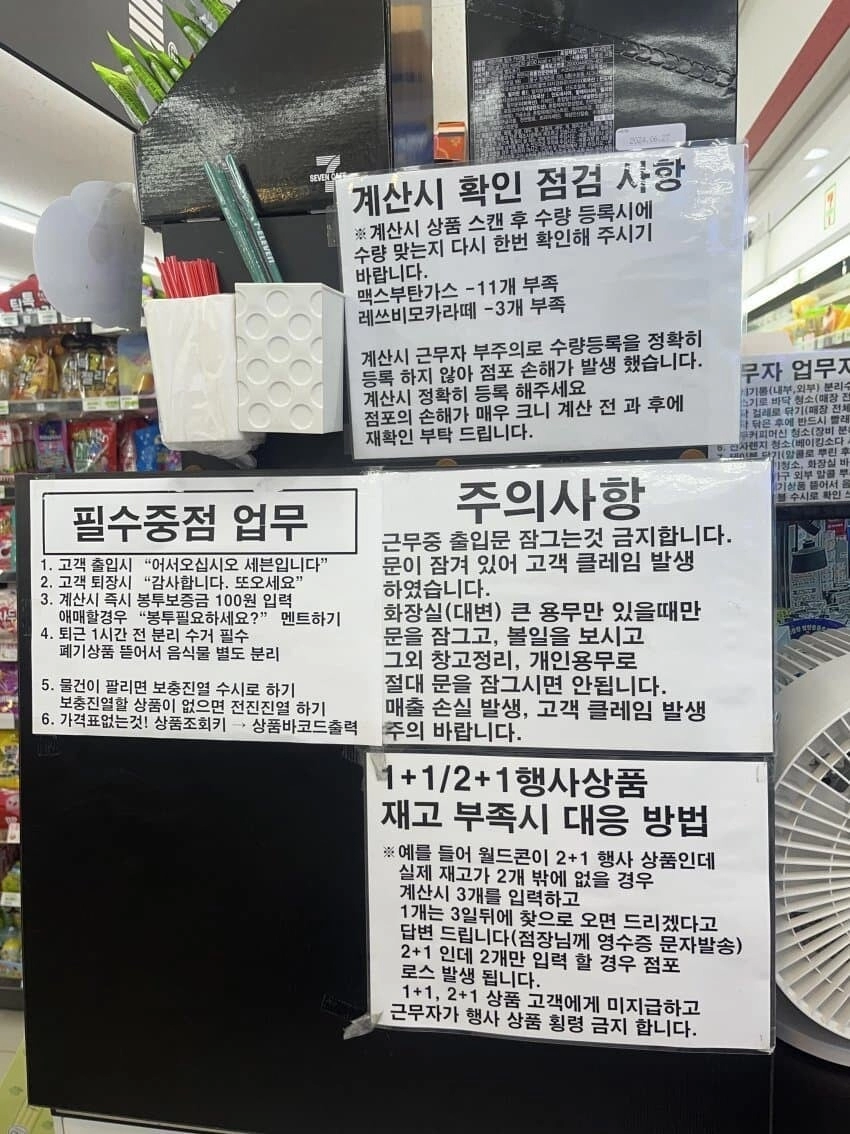 SEVEN CAFE
2024.06.27
계산시 확인 점검 사항
※계산시 상품 스캔 후 수량 등록시에
수량 맞는지 다시 한번 확인해 주시기
바랍니다.
맥스부탄가스 -11개 부족
레쓰비모카라떼 -3개 부족
계산시 근무자 부주의로 수량등록을 정확히
등록 하지 않아 점포 손해가 발생 했습니다.
계산시 정확히 등록 해주세요
점포의 손해가 매우 크니 계산 전 과 후에
재확인 부탁 드립니다.
무자 업무자
필수중점 업무
1. 고객 출입시 “어서오십시오 세븐입니다”
2. 고객 퇴장시 “감사합니다. 또오세요”
3. 계산시 즉시 봉투보증금 100원 입력
애매할경우 “봉투필요하세요?” 멘트하기
4. 퇴근 1시간 전 분리 수거 필수
폐기상품 뜯어서 음식물 별도 분리
5. 물건이 팔리면 보충진열 수시로 하기
보충진열할 상품이 없으면 전진진열 하기
6. 가격표없는것! 상품조회키 → 상품바코드출력
주의사항
근무중 출입문 잠그는것 금지합니다.
문이 잠겨 있어 고객 클레임 발생
하였습니다.
화장실(대변) 큰 용무만 있을때만
문을 잠그고, 볼일을 보시고
그외 창고정리, 개인용무로
절대 문을 잠그시면 안됩니다.
매출 손실 발생, 고객 클레임 발생
주의 바랍니다.
1+1/2+1행사상품
재고 부족시 대응 방법
※예를 들어 월드콘이 2+1 행사 상품인데
실제 재고가 2개 밖에 없을 경우
계산시 3개를 입력하고
1개는 3일뒤에 찾으로 오면 드리겠다고
답변 드립니다(점장님께 영수증 문자발송)
2+1 인데 2개만 입력 할 경우 점포
로스 발생 됩니다.
1+1, 2+1 상품 고객에게 미지급하고
근무자가 행사 상품 횡령 금지 합니다.